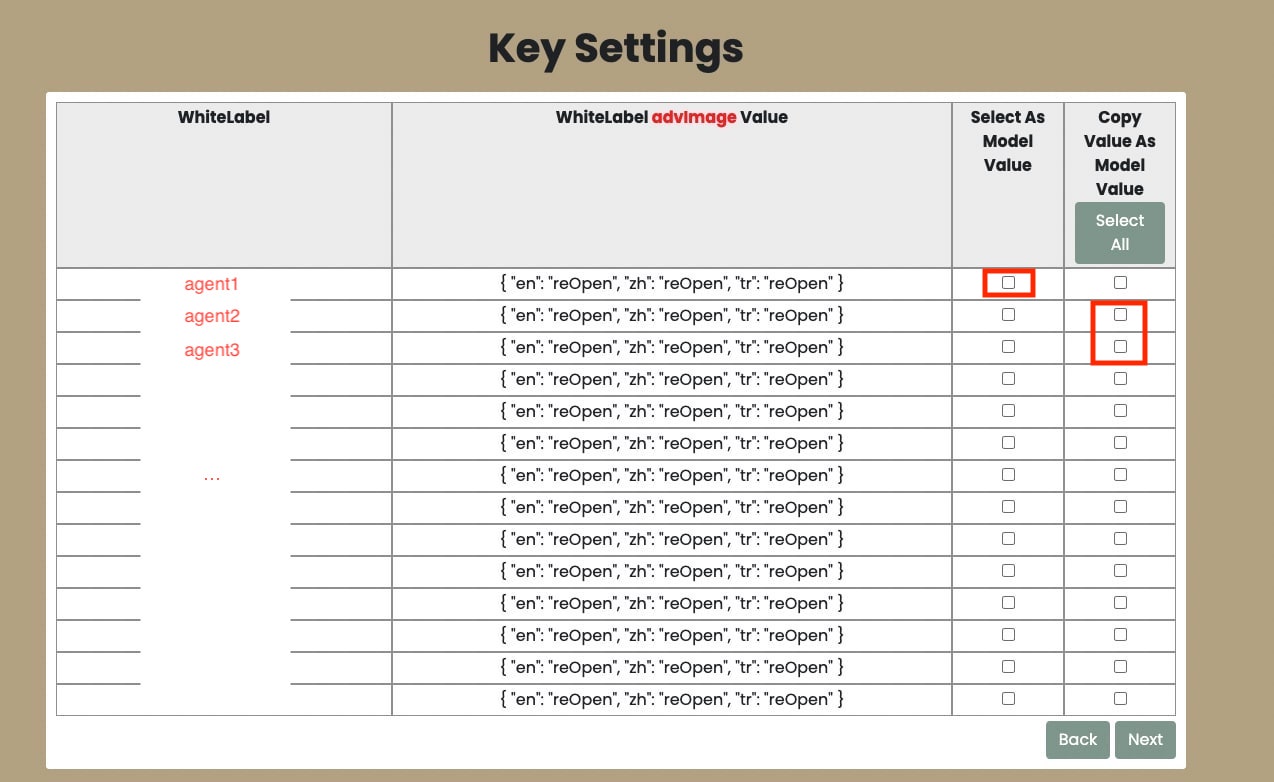 Key Settings
WhiteLabel
WhiteLabel advImage Value
Select As
Model
Value
Copy
Value As
Model
Value
Select
All
agent1 { "en": "reOpen", "zh": "reOpen", "tr": "reOpen" }
agent2 { "en": "reOpen", "zh": "reOpen", "tr": "reOpen" }
agent3 { "en": "reOpen", "zh": "reOpen", "tr": "reOpen" }
{ "en": "reOpen", "zh": "reOpen", "tr": "reOpen" }
{ "en": "reOpen", "zh": "reOpen", "tr": "reOpen" }
{ "en": "reOpen", "zh": "reOpen", "tr": "reOpen" }
... { "en": "reOpen", "zh": "reOpen", "tr": "reOpen" }
{ "en": "reOpen", "zh": "reOpen", "tr": "reOpen" }
{ "en": "reOpen", "zh": "reOpen", "tr": "reOpen" }
{ "en": "reOpen", "zh": "reOpen", "tr": "reOpen" }
{ "en": "reOpen", "zh": "reOpen", "tr": "reOpen" }
{ "en": "reOpen", "zh": "reOpen", "tr": "reOpen" }
{ "en": "reOpen", "zh": "reOpen", "tr": "reOpen" }
{ "en": "reOpen", "zh": "reOpen", "tr": "reOpen" }
Back Next